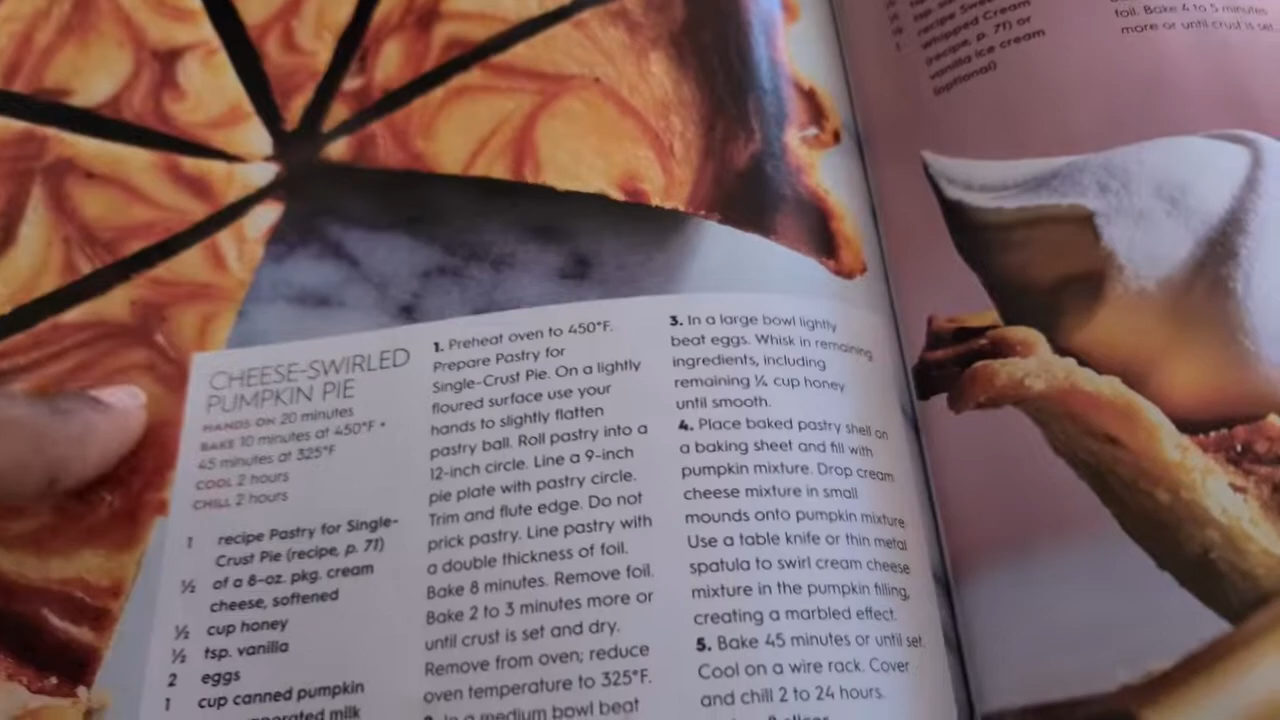 CHEESE-SWIRLED
PUMPKIN PIE
HANDS ON 20 minutes
BAKE 10 minutes at 450°F •
45 minutes at 325°F
COOL 2 hours
CHILL 2 hours
1 recipe Pastry for Single-
Crust Pie (recipe, p. 71)
½ of a 8-oz. pkg. cream
cheese, softened
½ cup honey
½ tsp. vanilla
2 eggs
1 cup canned pumpkin
milk
1. Preheat oven to 450°F.
Prepare Pastry for
Single-Crust Pie. On a lightly
floured surface use your
hands to slightly flatten
pastry ball. Roll pastry into a
12-inch circle. Line a 9-inch
pie plate with pastry circle.
Trim and flute edge. Do not
prick pastry. Line pastry with
a double thickness of foil.
Bake 8 minutes. Remove foil.
Bake 2 to 3 minutes more or
until crust is set and dry.
Remove from oven; reduce
oven temperature to 325°F.
2. In a medium bowl beat
3. In a large bowl lightly
beat eggs. Whisk in remaining
ingredients, including
remaining ¼ cup honey
until smooth.
4. Place baked pastry shell on
a baking sheet and fill with
pumpkin mixture. Drop cream
cheese mixture in small
mounds onto pumpkin mixture
Use a table knife or thin metal
spatula to swirl cream cheese
mixture in the pumpkin filling,
creating a marbled effect.
5. Bake 45 minutes or until set.
Cool on a wire rack. Cover
and chill 2 to 24 hours.
recipe
whipped Cream
(recipe, p. 71) or
vanilla ice cream
(optional)
foil. Bake 4 to 5 minutes
more or until crust is set